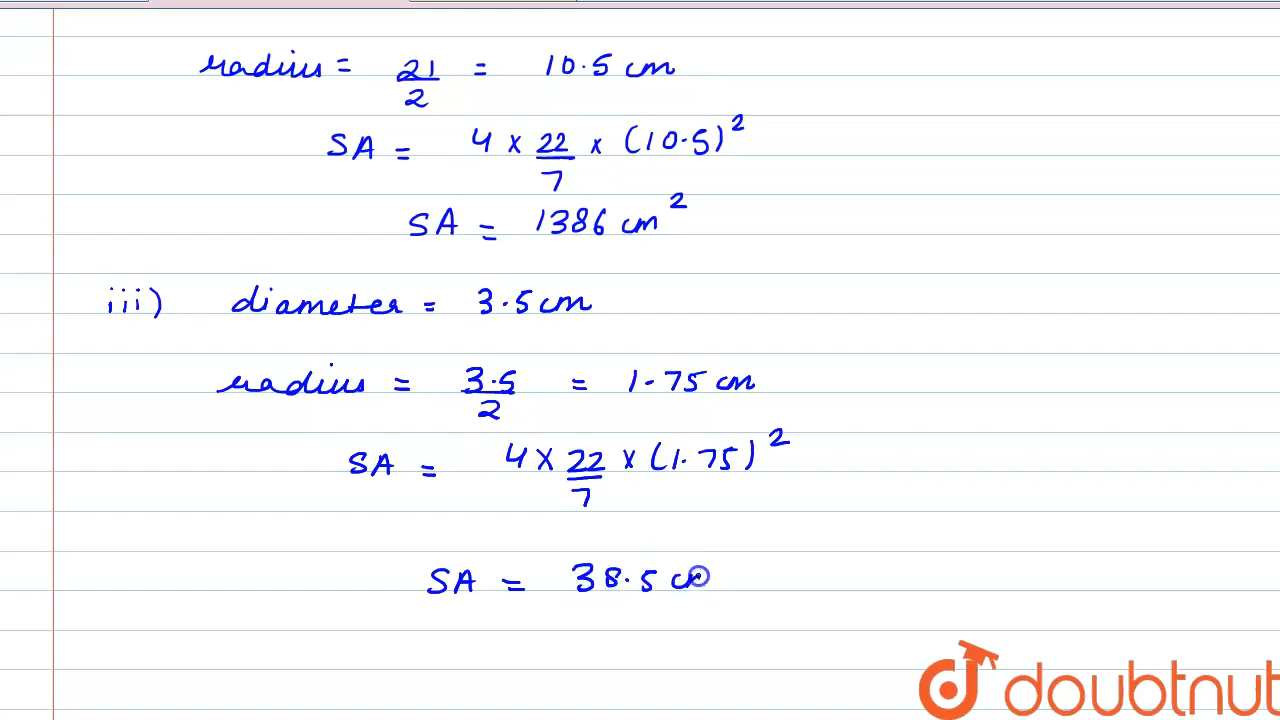 radius = 21/2 = 10.5 cm
SA = 4 × 22/7 × (10.5)²
SA = 1386 cm²
iii) diameter = 3.5 cm
radius = 3.5/2 = 1.75 cm
SA = 4 × 22/7 × (1.75)²
SA = 38.5 cm
doubtnut